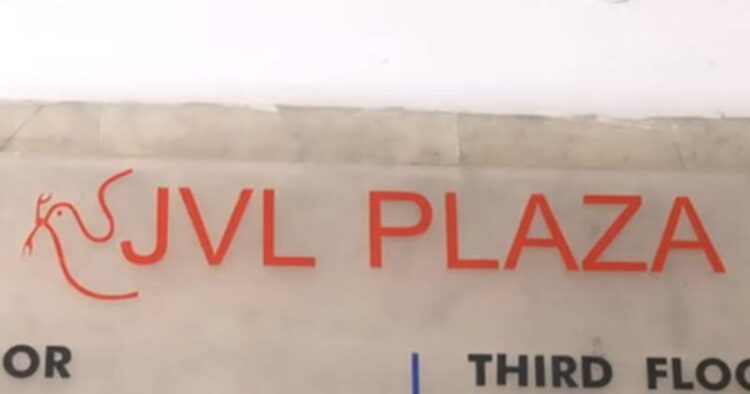 JVL PLAZA
OR
THIRD FLOO